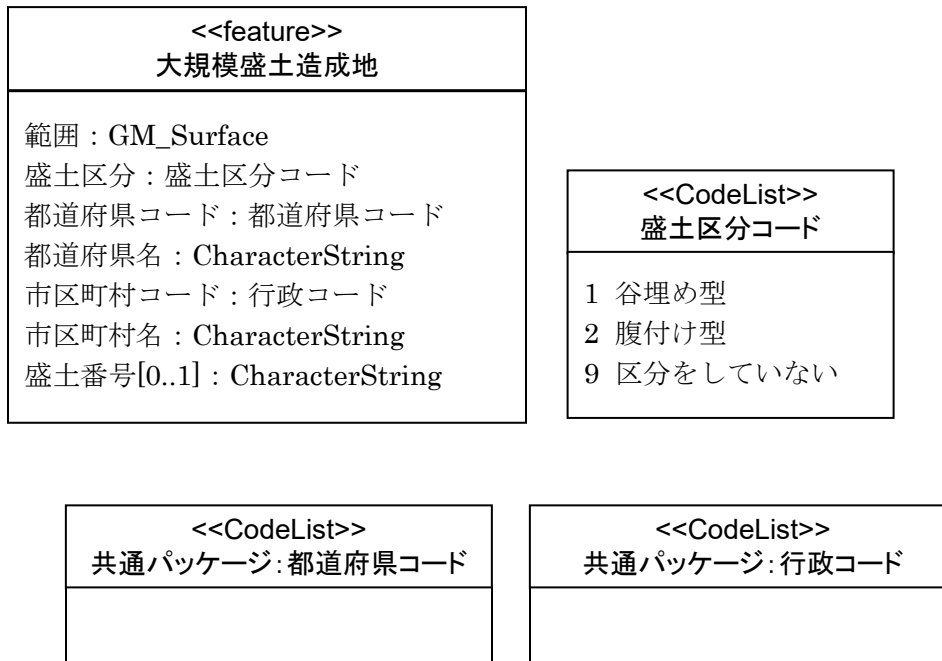 <<feature>>
大規模盛土造成地
範囲：GM_Surface
盛土区分：盛土区分コード
都道府県コード：都道府県コード
都道府県名：CharacterString
市区町村コード：行政コード
市区町村名：CharacterString
盛土番号[0..1]：CharacterString
<<CodeList>>
盛土区分コード
1 谷埋め型
2 腹付け型
9 区分をしていない
<<CodeList>>
共通パッケージ：都道府県コード
<<CodeList>>
共通パッケージ：行政コード